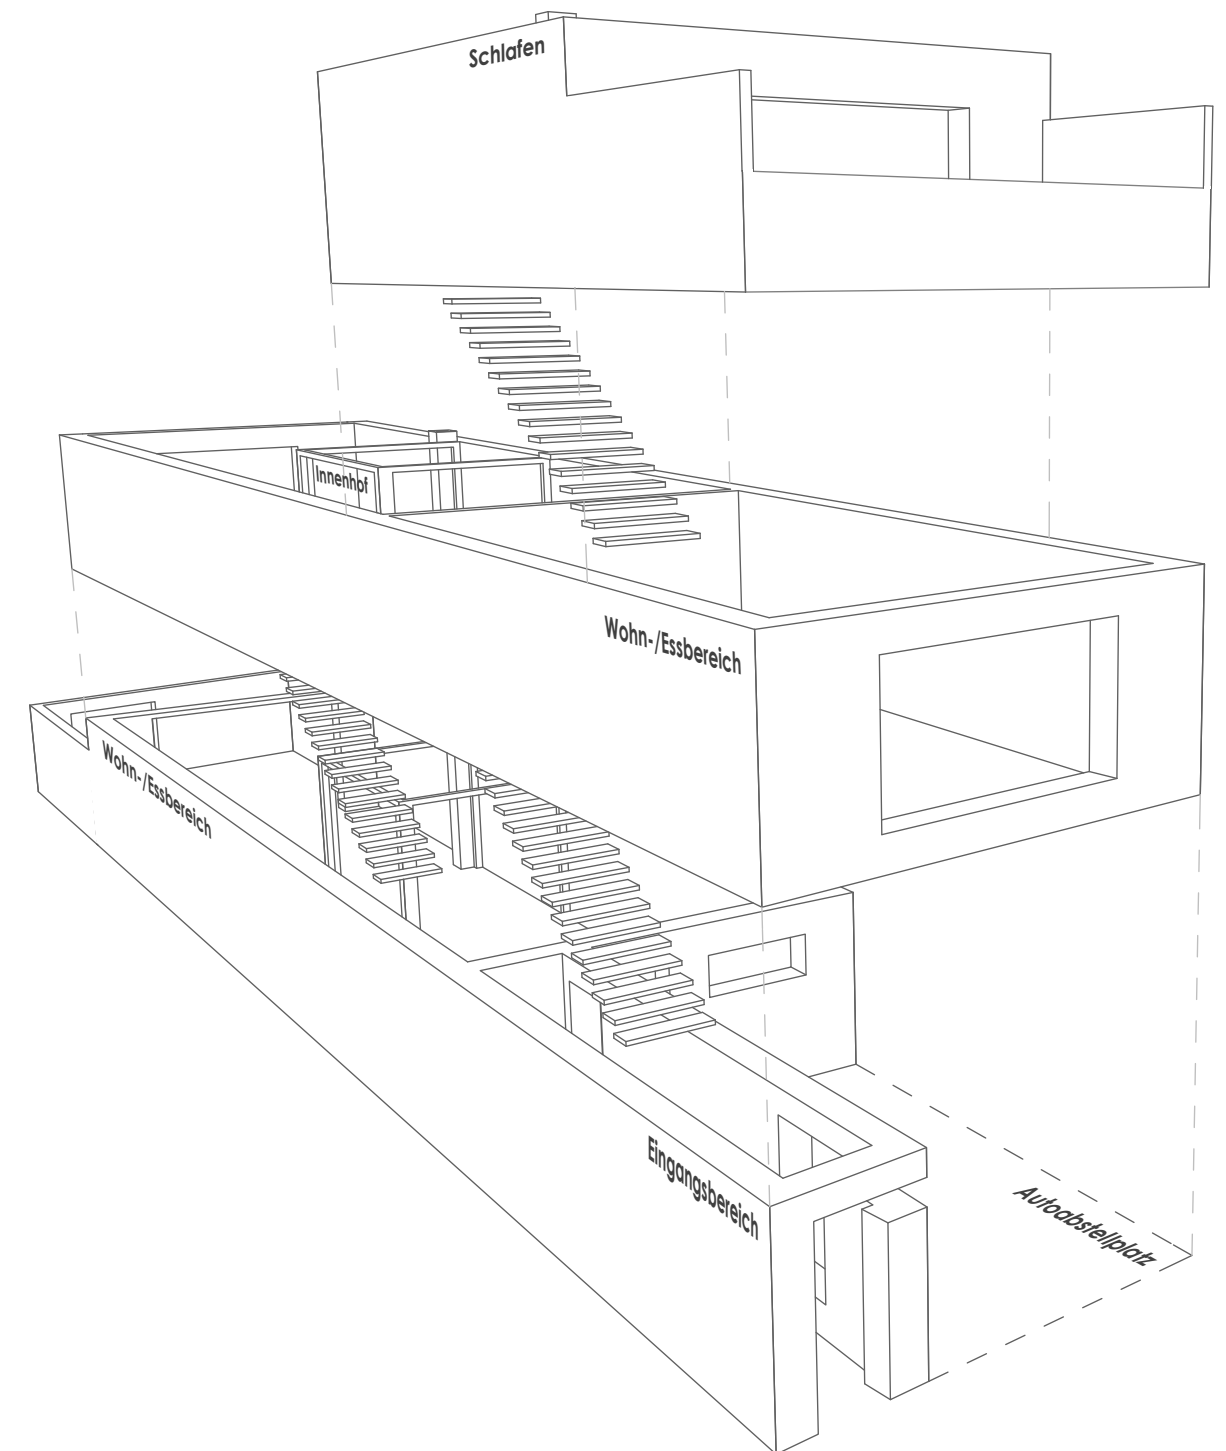 Schlafen
Innenhof
Wohn-/Essbereich
Wohn-/Essbereich
Eingangsbereich
Autoabstellplatz